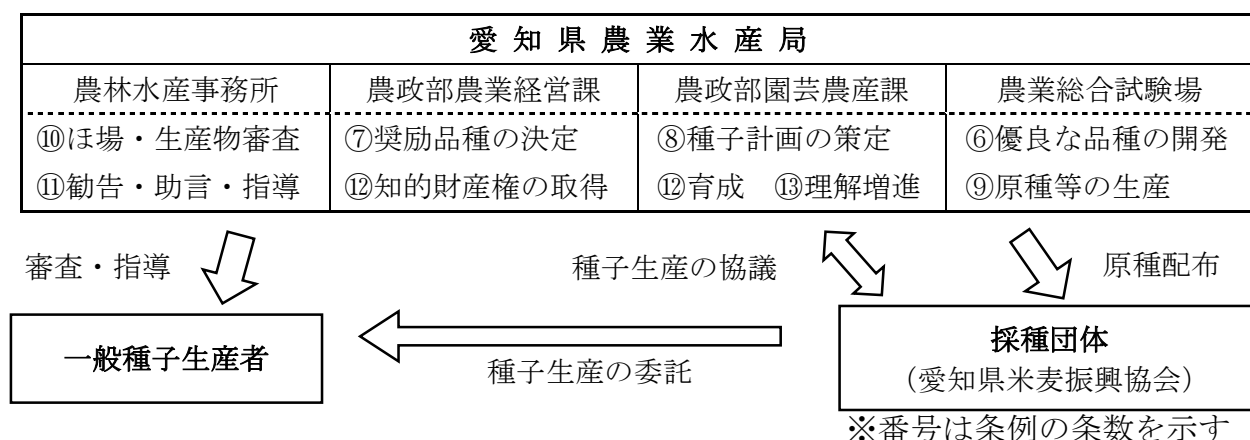 愛知県農業水産局
農林水産事務所 農政部農業経営課 農政部園芸農産課 農業総合試験場
⑩ほ場・生産物審査 ⑦奨励品種の決定 ⑧種子計画の策定 ⑥優良な品種の開発
⑪勧告・助言・指導 ⑫知的財産権の取得 ⑫育成 ⑬理解増進 ⑨原種等の生産
審査・指導 種子生産の協議 原種配布
一般種子生産者
種子生産の委託
採種団体
(愛知県米麦振興協会)
※番号は条例の条数を示す